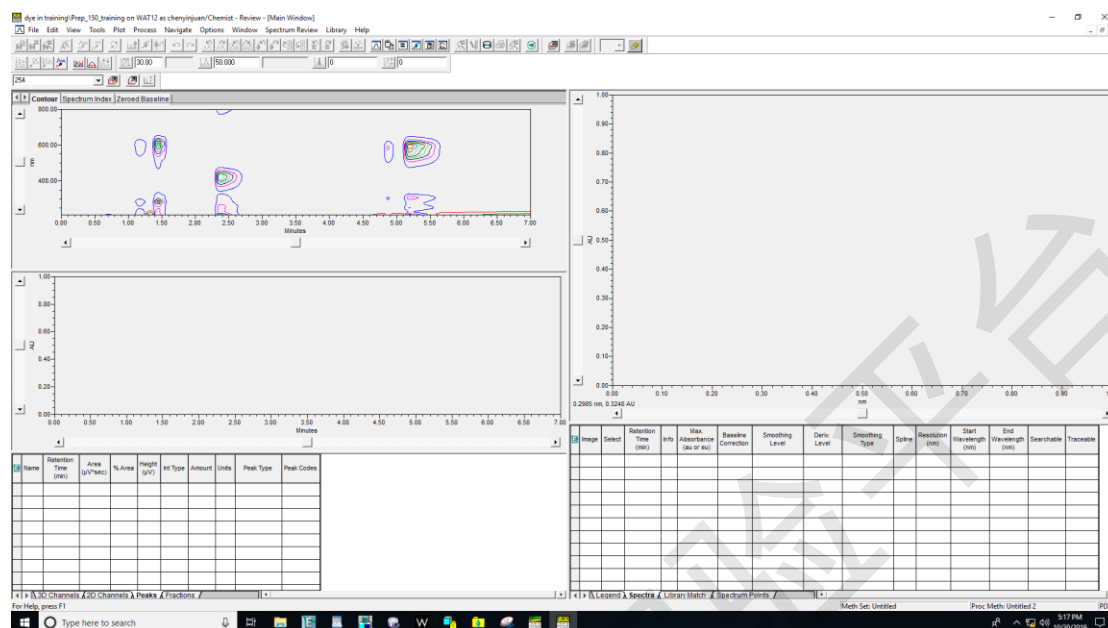 dye in training\Prep_150_training on WAT12 as chenyinjuan/Chemist - Review - [Main Window]
File Edit View Tools Plot Process Navigate Options Window Spectrum Review Library Help
30.00 50.000 0 0
254
Contour Spectrum Index Zeroed Baseline
800.00
600.00
nm
400.00
0.00 0.50 1.00 1.50 2.00 2.50 3.00 3.50 4.00 4.50 5.00 5.50 6.00 6.50 7.00
Minutes
1.00
0.80
0.60
AU
0.40
0.20
0.00
0.00 0.50 1.00 1.50 2.00 2.50 3.00 3.50 4.00 4.50 5.00 5.50 6.00 6.50 7.00
Minutes
Name Retention Time (min) Area (µV*sec) % Area Height (µV) Int Type Amount Units Peak Type Peak Codes
3D Channels 2D Channels Peaks Fractions
1.00
0.90
0.80
0.70
0.60
AU
0.50
0.40
0.30
0.20
0.10
0.00
0.00 0.10 0.20 0.30 0.40 0.50 0.60 0.70 0.80 0.90
nm
0.2985 nm, 0.3248 AU
Image Select Retention Time (min) Info Max. Absorbance (au or eu) Baseline Correction Smoothing Level Deriv. Level Smoothing Type Spline Resolution (nm) Start Wavelength (nm) End Wavelength (nm) Searchable Traceable
Legend Spectra Library Match Spectrum Points
For Help, press F1
Meth Set: Untitled Proc Meth: Untitled 2 PD
Type here to search
5:17 PM
10/20/2019
验平台